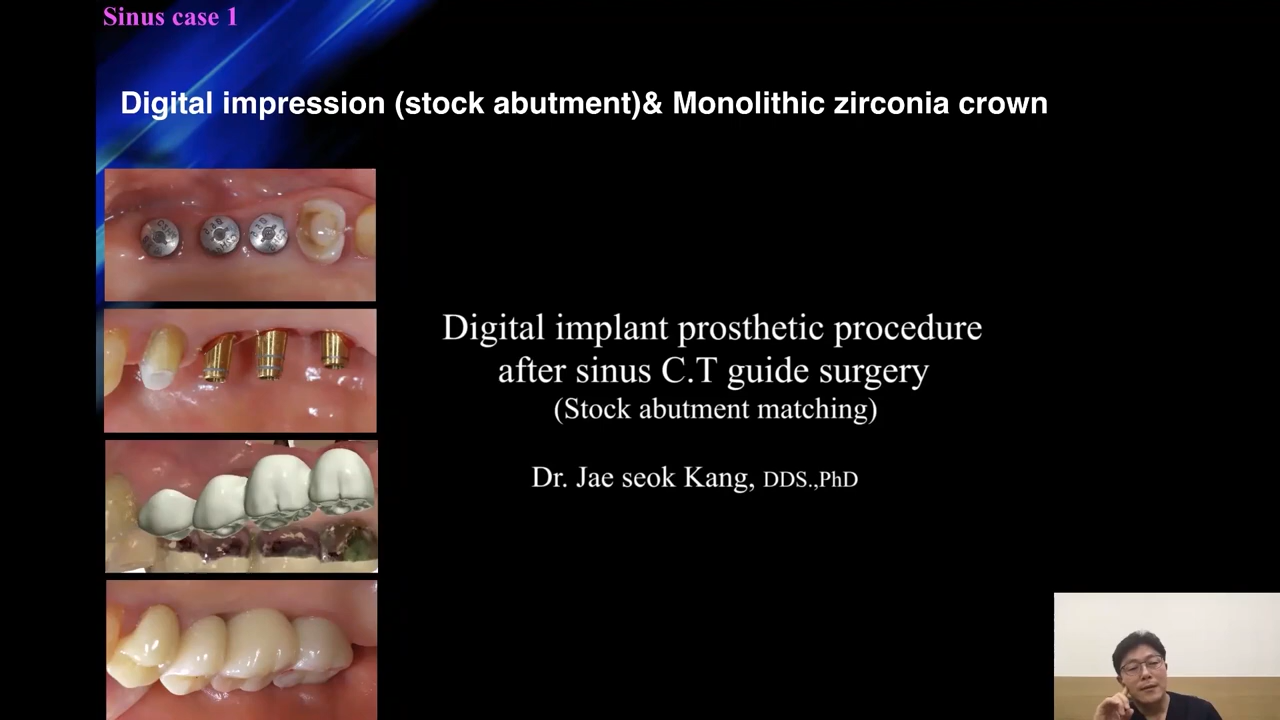 Sinus case 1
Digital impression (stock abutment)& Monolithic zirconia crown
Digital implant prosthetic procedure
after sinus C.T guide surgery
(Stock abutment matching)
Dr. Jae seok Kang, DDS.,PhD